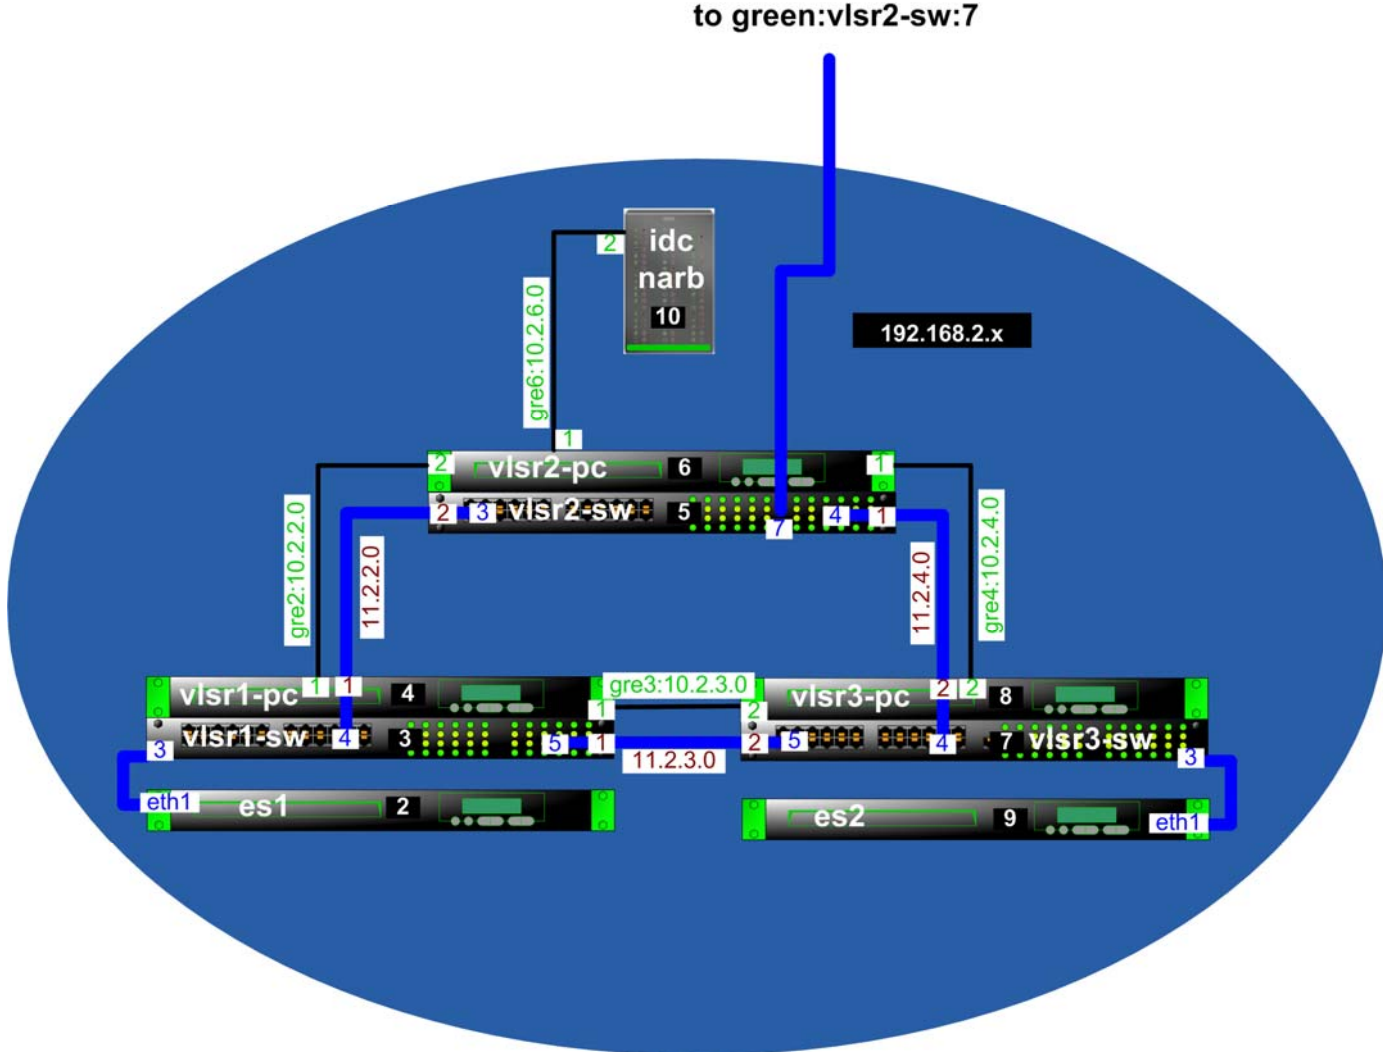 to green:vlsr2-sw:7
idc
2
narb
10
192.168.2.x
gre6:10.2.6.0
1
2
vlsr2-pc
6
1
2
3
vlsr2-sw
5
7
4
1
gre2:10.2.2.0
11.2.2.0
11.2.4.0
gre4:10.2.4.0
vlsr1-pc
1
1
4
gre3:10.2.3.0
1
2
vlsr3-pc
2
2
8
3
vlsr1-sw
4
3
5
1
11.2.3.0
2
5
4
7
vlsr3-sw
3
eth1
es1
2
es2
9
eth1